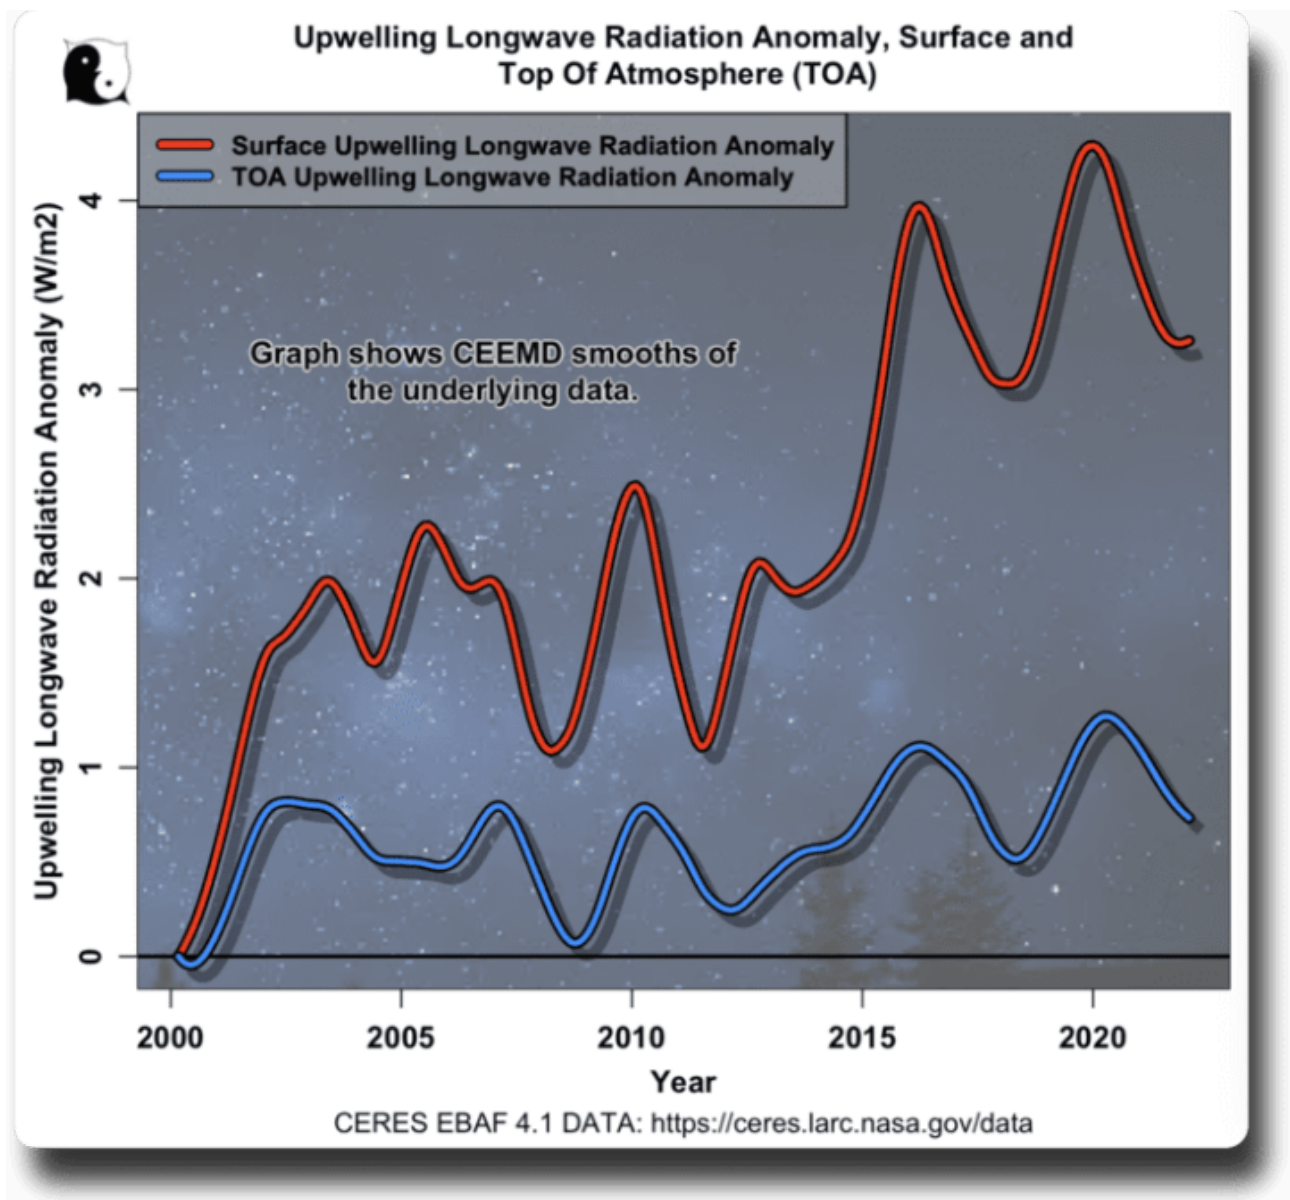 Upwelling Longwave Radiation Anomaly, Surface and
Top Of Atmosphere (TOA)
Surface Upwelling Longwave Radiation Anomaly
TOA Upwelling Longwave Radiation Anomaly
Graph shows CEEMD smooths of
the underlying data.
Upwelling Longwave Radiation Anomaly (W/m2)
4
3
2
1
0
2000 2005 2010 2015 2020
Year
CERES EBAF 4.1 DATA: https://ceres.larc.nasa.gov/data